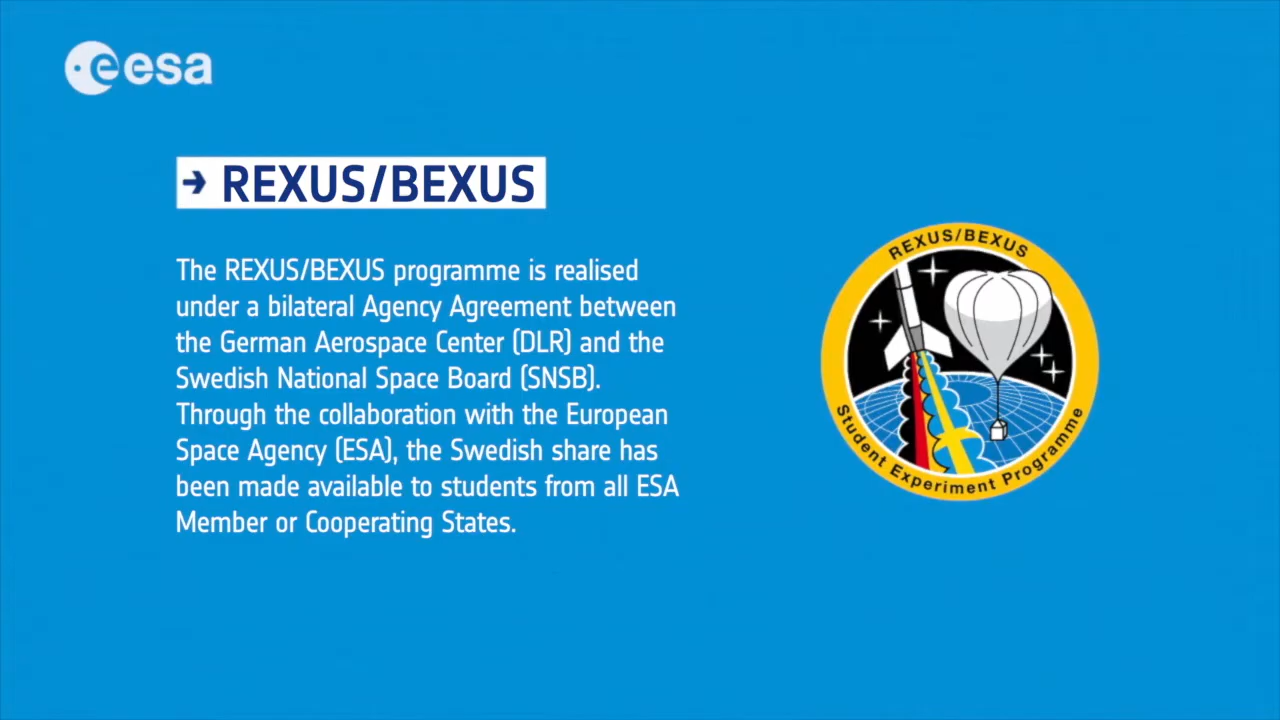 esa
→ REXUS/BEXUS
The REXUS/BEXUS programme is realised
under a bilateral Agency Agreement between
the German Aerospace Center (DLR) and the
Swedish National Space Board (SNSB).
Through the collaboration with the European
Space Agency (ESA), the Swedish share has
been made available to students from all ESA
Member or Cooperating States.
REXUS/BEXUS
Student Experiment Programme